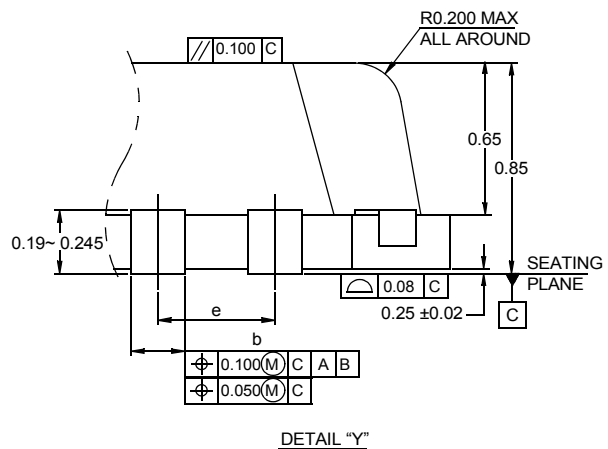 R0.200 MAX
ALL AROUND
// 0.100 C
0.65
0.85
0.19~ 0.245
SEATING
PLANE
⌓ 0.08 C
0.25 ±0.02
C
e
b
⌖ 0.100 Ⓜ C A B
⌖ 0.050 Ⓜ C
DETAIL “Y”